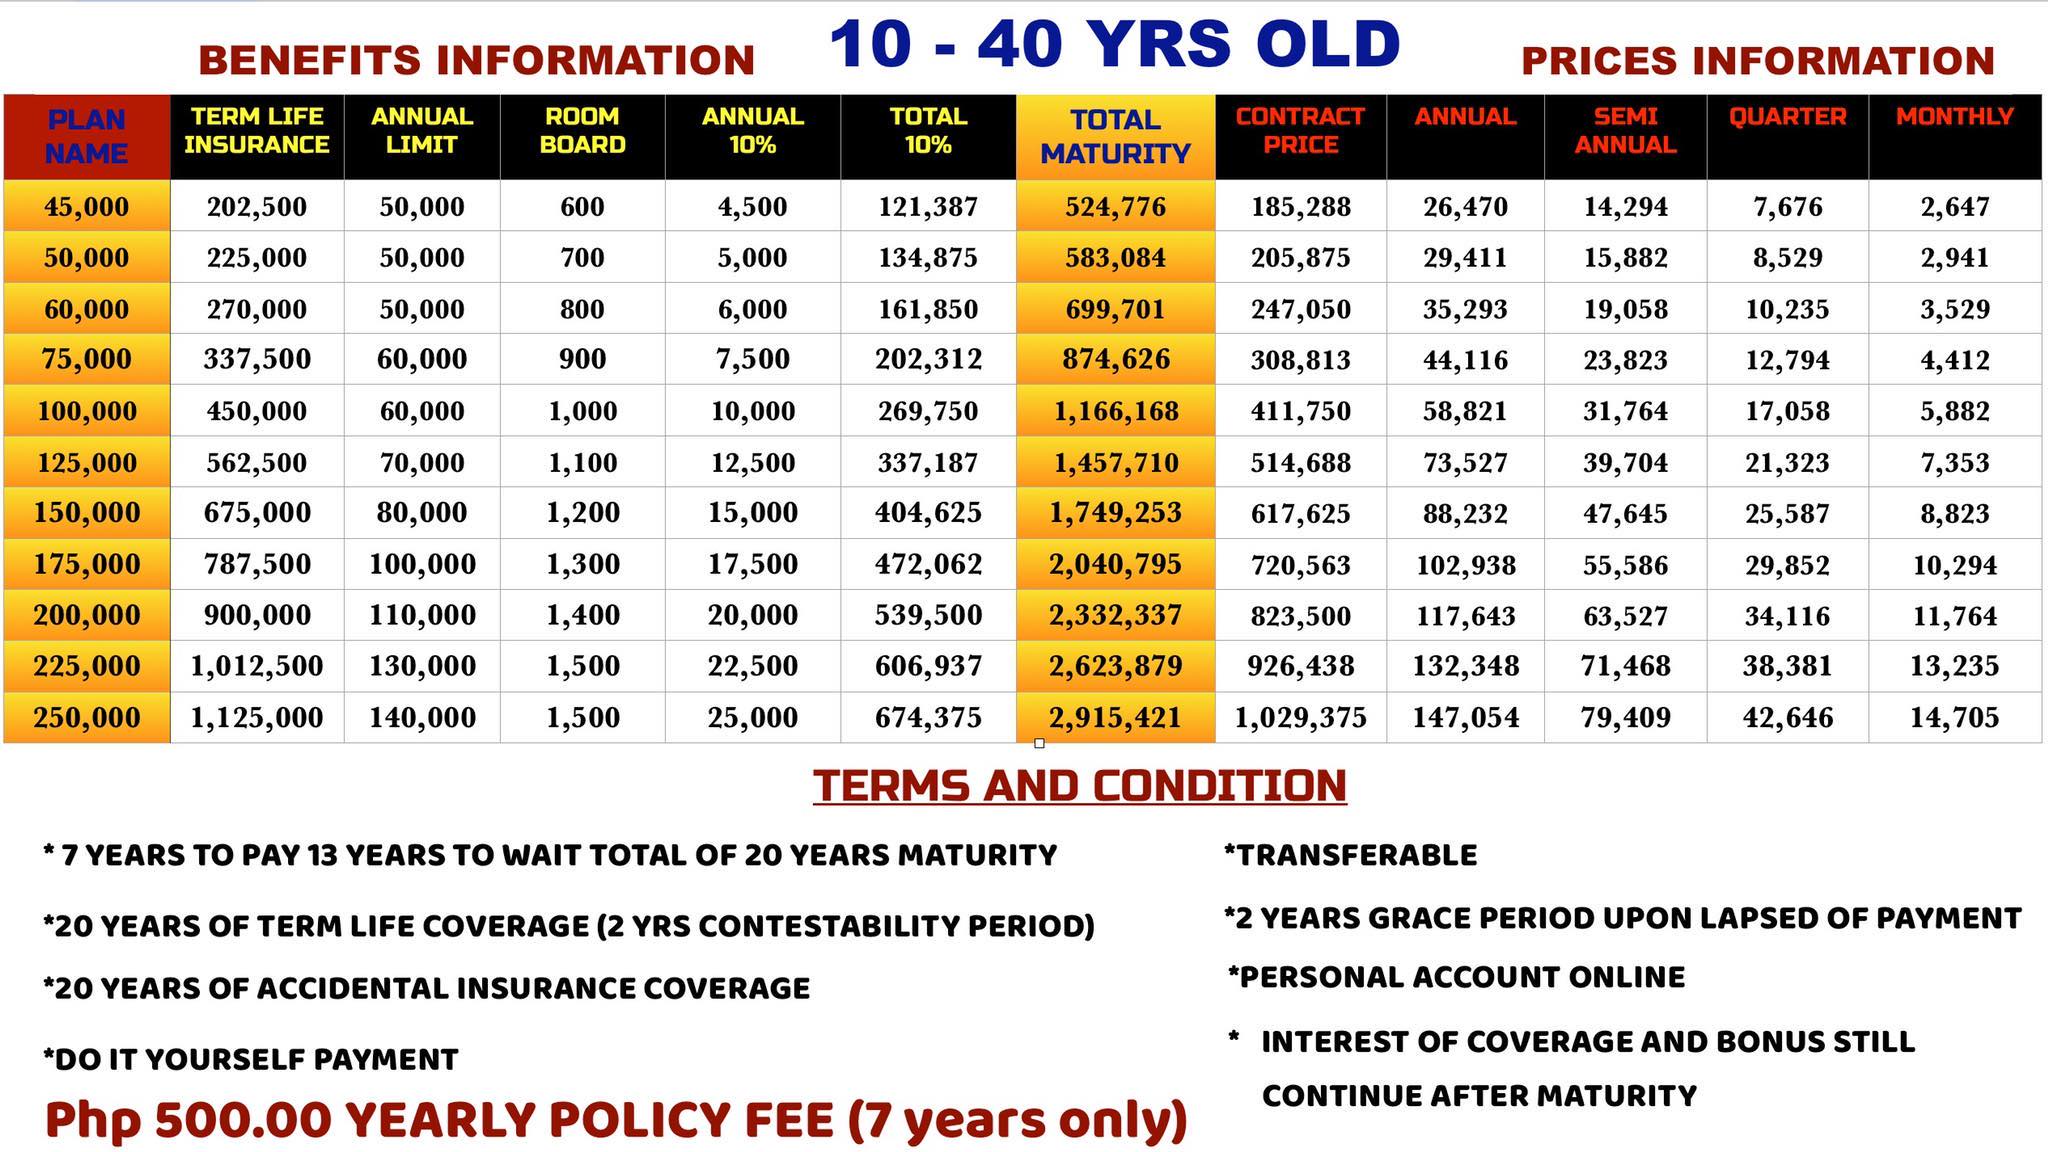 BENEFITS INFORMATION 10 - 40 YRS OLD PRICES INFORMATION
PLAN NAME TERM LIFE INSURANCE ANNUAL LIMIT ROOM BOARD ANNUAL 10% TOTAL 10% TOTAL MATURITY CONTRACT PRICE ANNUAL SEMI ANNUAL QUARTER MONTHLY
45,000 202,500 50,000 600 4,500 121,387 524,776 185,288 26,470 14,294 7,676 2,647
50,000 225,000 50,000 700 5,000 134,875 583,084 205,875 29,411 15,882 8,529 2,941
60,000 270,000 50,000 800 6,000 161,850 699,701 247,050 35,293 19,058 10,235 3,529
75,000 337,500 60,000 900 7,500 202,312 874,626 308,813 44,116 23,823 12,794 4,412
100,000 450,000 60,000 1,000 10,000 269,750 1,166,168 411,750 58,821 31,764 17,058 5,882
125,000 562,500 70,000 1,100 12,500 337,187 1,457,710 514,688 73,527 39,704 21,323 7,353
150,000 675,000 80,000 1,200 15,000 404,625 1,749,253 617,625 88,232 47,645 25,587 8,823
175,000 787,500 100,000 1,300 17,500 472,062 2,040,795 720,563 102,938 55,586 29,852 10,294
200,000 900,000 110,000 1,400 20,000 539,500 2,332,337 823,500 117,643 63,527 34,116 11,764
225,000 1,012,500 130,000 1,500 22,500 606,937 2,623,879 926,438 132,348 71,468 38,381 13,235
250,000 1,125,000 140,000 1,500 25,000 674,375 2,915,421 1,029,375 147,054 79,409 42,646 14,705
TERMS AND CONDITION
* 7 YEARS TO PAY 13 YEARS TO WAIT TOTAL OF 20 YEARS MATURITY
*20 YEARS OF TERM LIFE COVERAGE (2 YRS CONTESTABILITY PERIOD)
*20 YEARS OF ACCIDENTAL INSURANCE COVERAGE
*DO IT YOURSELF PAYMENT
Php 500.00 YEARLY POLICY FEE (7 years only)
*TRANSFERABLE
*2 YEARS GRACE PERIOD UPON LAPSED OF PAYMENT
*PERSONAL ACCOUNT ONLINE
* INTEREST OF COVERAGE AND BONUS STILL
CONTINUE AFTER MATURITY